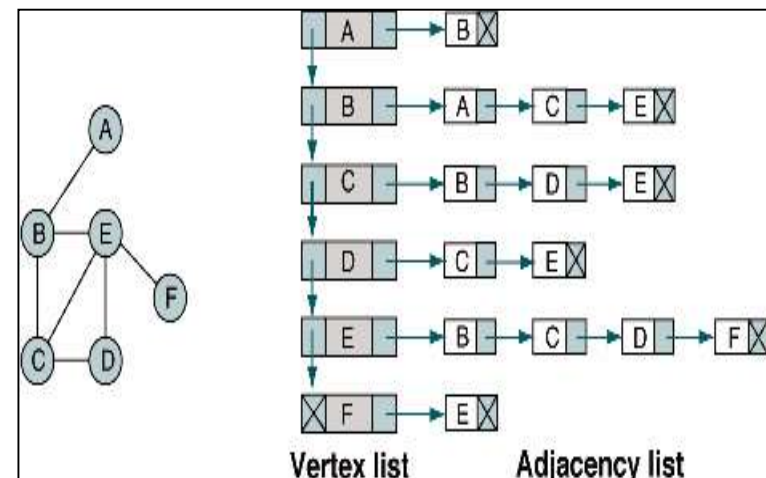 A
B E
F
C D
A B
B A C E
C B D E
D C E
E B C D F
F E
Vertex list Adjacency list